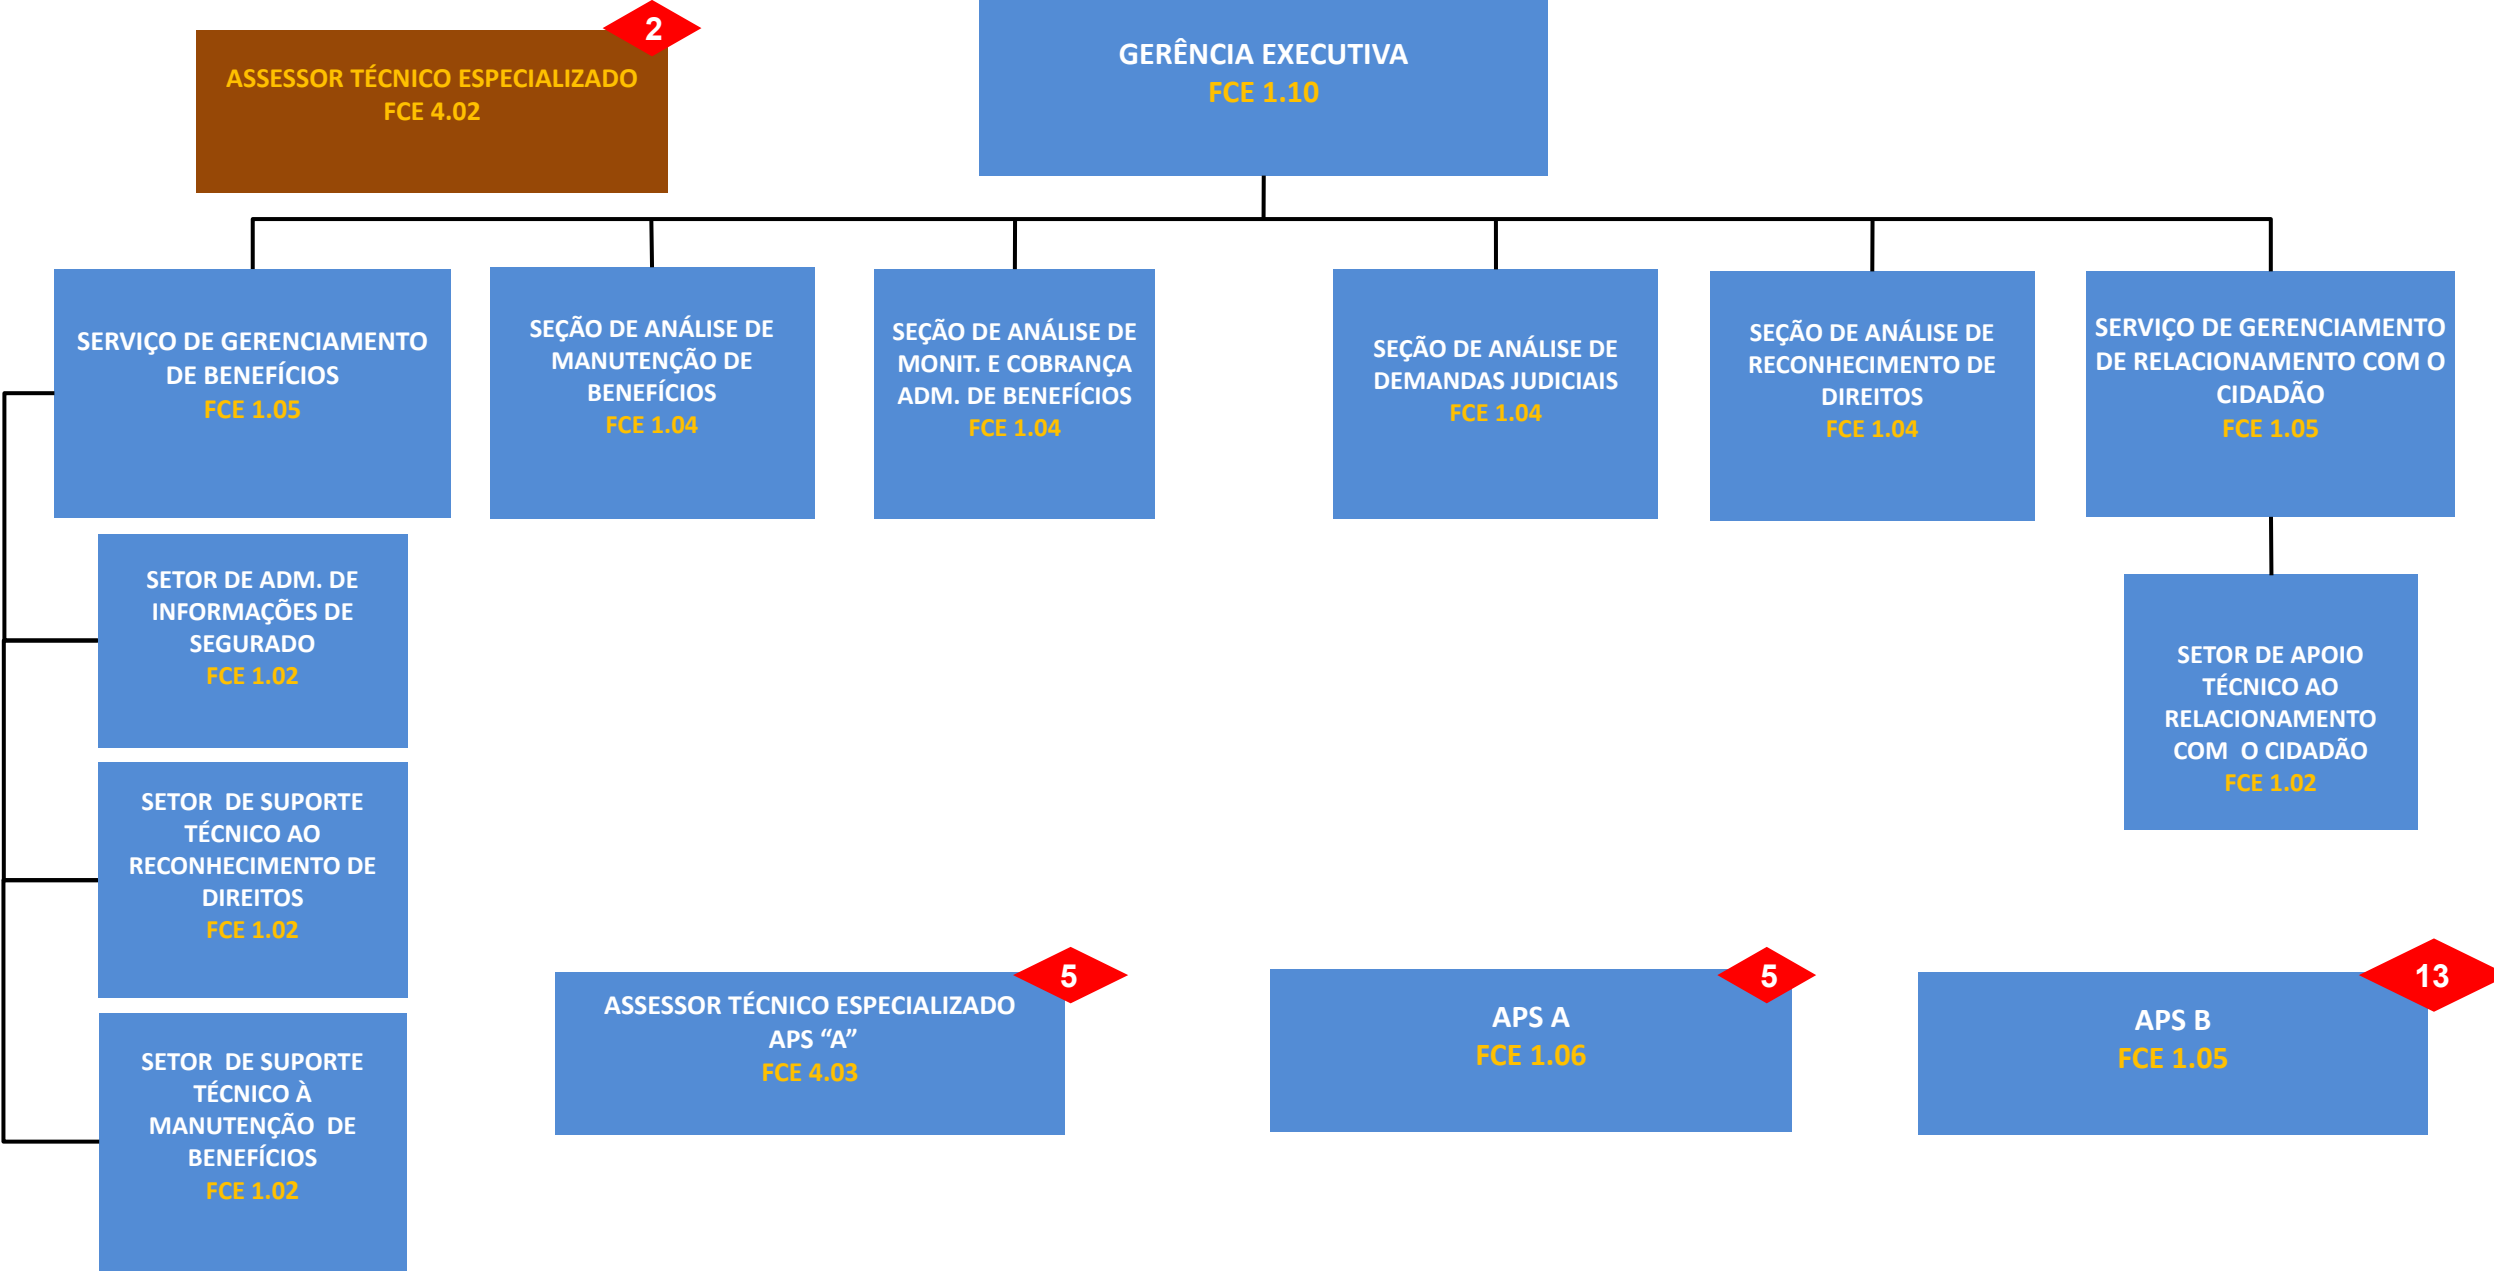 2
ASSESSOR TÉCNICO ESPECIALIZADO
FCE 4.02
GERÊNCIA EXECUTIVA
FCE 1.10
SERVIÇO DE GERENCIAMENTO
DE BENEFÍCIOS
FCE 1.05
SEÇÃO DE ANÁLISE DE
MANUTENÇÃO DE
BENEFÍCIOS
FCE 1.04
SEÇÃO DE ANÁLISE DE
MONIT. E COBRANÇA
ADM. DE BENEFÍCIOS
FCE 1.04
SEÇÃO DE ANÁLISE DE
DEMANDAS JUDICIAIS
FCE 1.04
SEÇÃO DE ANÁLISE DE
RECONHECIMENTO DE
DIREITOS
FCE 1.04
SERVIÇO DE GERENCIAMENTO
DE RELACIONAMENTO COM O
CIDADÃO
FCE 1.05
SETOR DE ADM. DE
INFORMAÇÕES DE
SEGURADO
FCE 1.02
SETOR DE APOIO
TÉCNICO AO
RELACIONAMENTO
COM O CIDADÃO
FCE 1.02
SETOR DE SUPORTE
TÉCNICO AO
RECONHECIMENTO DE
DIREITOS
FCE 1.02
SETOR DE SUPORTE
TÉCNICO À
MANUTENÇÃO DE
BENEFÍCIOS
FCE 1.02
5
ASSESSOR TÉCNICO ESPECIALIZADO
APS “A”
FCE 4.03
5
APS A
FCE 1.06
13
APS B
FCE 1.05